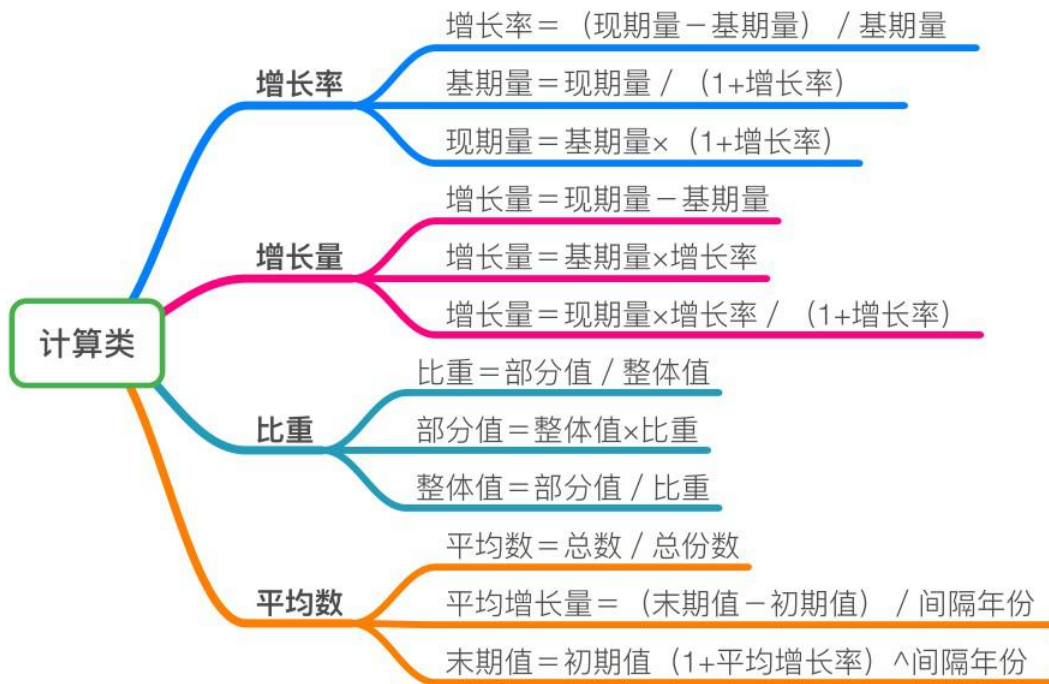 计算类
增长率
增长率＝（现期量－基期量）/ 基期量
基期量＝现期量 / （1+增长率）
现期量＝基期量×（1+增长率）
增长量
增长量＝现期量－基期量
增长量＝基期量×增长率
增长量＝现期量×增长率 / （1+增长率）
比重
比重＝部分值 / 整体值
部分值＝整体值×比重
整体值＝部分值 / 比重
平均数
平均数＝总数 / 总份数
平均增长量＝（末期值－初期值）/ 间隔年份
末期值＝初期值（1+平均增长率）^间隔年份